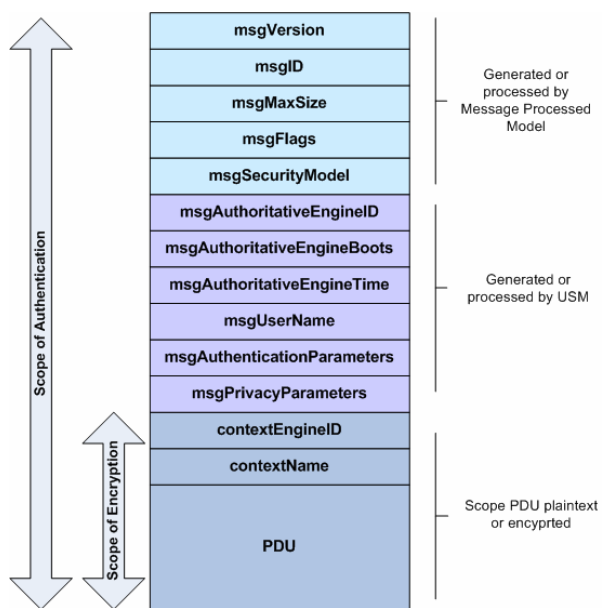 msgVersion
msgID
msgMaxSize
msgFlags
msgSecurityModel
Generated or
processed by
Message Processed
Model
msgAuthoritativeEngineID
msgAuthoritativeEngineBoots
msgAuthoritativeEngineTime
msgUserName
msgAuthenticationParameters
msgPrivacyParameters
Generated or
processed by USM
contextEngineID
contextName
PDU
Scope PDU plaintext
or encyprted
Scope of Authentication
Scope of Encryption